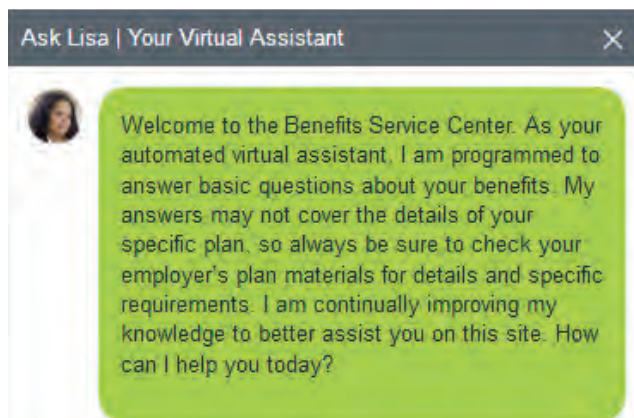 Ask Lisa | Your Virtual Assistant
Welcome to the Benefits Service Center. As your
automated virtual assistant, I am programmed to
answer basic questions about your benefits. My
answers may not cover the details of your
specific plan, so always be sure to check your
employer's plan materials for details and specific
requirements. I am continually improving my
knowledge to better assist you on this site. How
can I help you today?